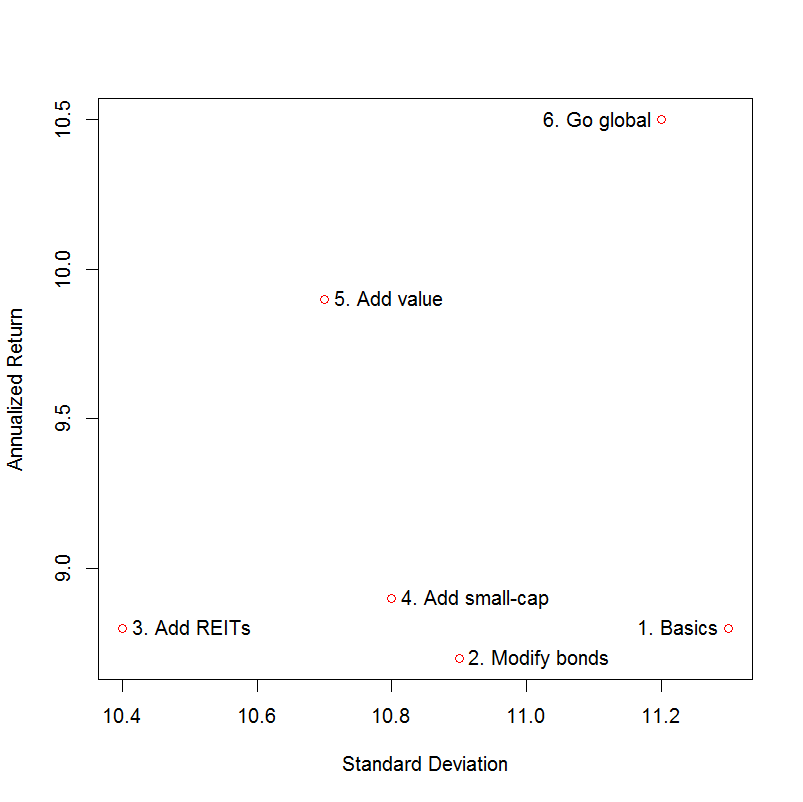 10.5
6. Go global
10.0
5. Add value
Annualized Return
9.5
9.0
4. Add small-cap
3. Add REITs
1. Basics
2. Modify bonds
10.4 10.6 10.8 11.0 11.2
Standard Deviation